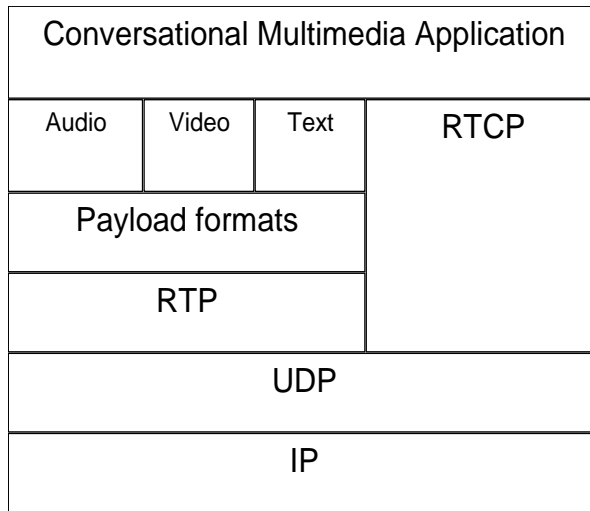 Conversational Multimedia Application
Audio
Video
Text
RTCP
Payload formats
RTP
UDP
IP